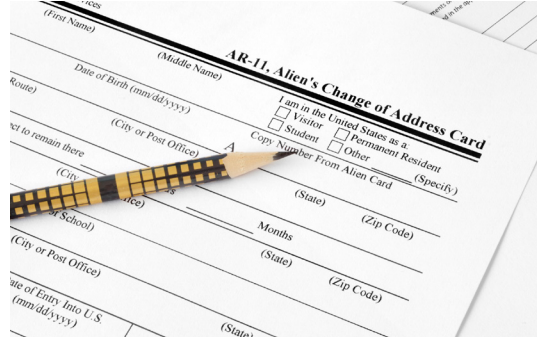 AR-11, Alien's Change of Address Card
(First Name)
(Middle Name)
I am in the United States as a:
Visitor
Permanent Resident
Student
Other
(Specify)
Date of Birth (mm/dd/yyyy)
Copy Number From Alien Card
A
Route)
(City or Post Office)
(State)
(Zip Code)
ect to remain there
(City
Months
of School)
(State)
(Zip Code)
(City or Post Office)
ate of Entry Into U.S.
(mm/dd/yyyy)
(State)